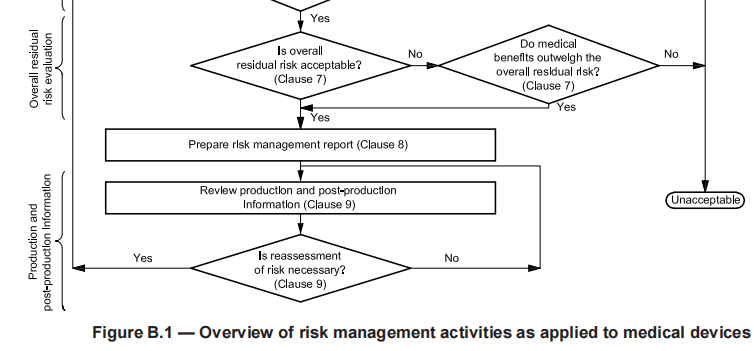 Yes
Overall residual
risk evaluation
Is overall
residual risk acceptable?
(Clause 7)
No
Do medical
benefits outweigh the
overall residual risk?
(Clause 7)
No
Yes
Yes
Prepare risk management report (Clause 8)
Unacceptable
Production and
post-production Information
Review production and post-production
Information (Clause 9)
Yes
Is reassessment
of risk necessary?
(Clause 9)
No
Figure B.1 — Overview of risk management activities as applied to medical devices